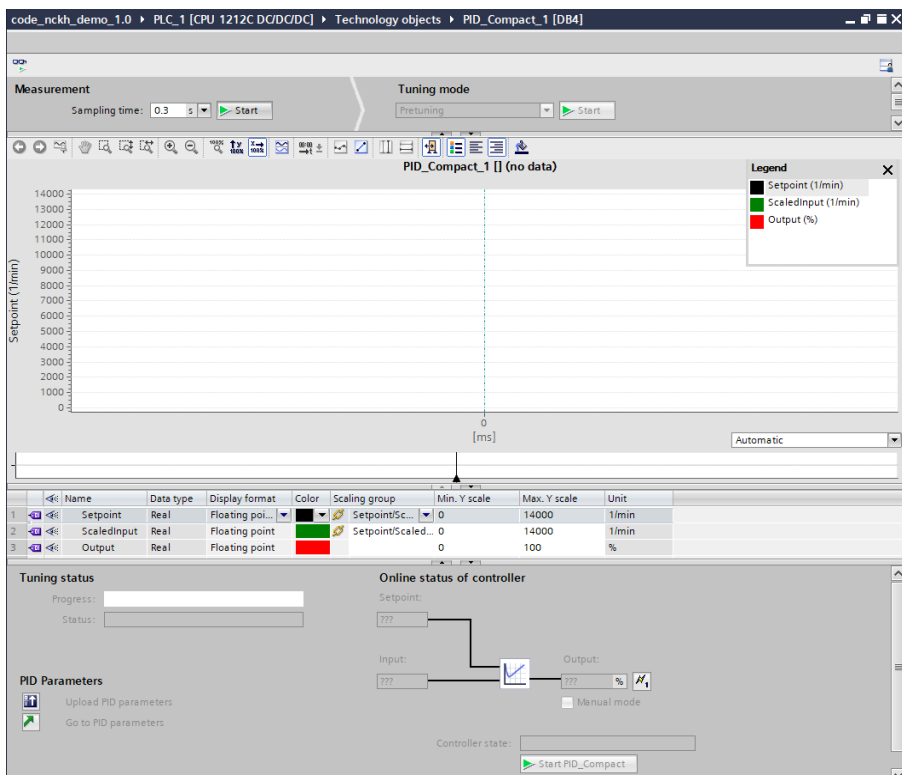 code_nckh_demo_1.0 ▸ PLC_1 [CPU 1212C DC/DC/DC] ▸ Technology objects ▸ PID_Compact_1 [DB4]
Measurement
Sampling time: 0.3 s Start
Tuning mode
Pretuning Start
PID_Compact_1 [] (no data)
Legend
Setpoint (1/min)
ScaledInput (1/min)
Output (%)
Setpoint (1/min)
14000
13000
12000
11000
10000
9000
8000
7000
6000
5000
4000
3000
2000
1000
0
0
[ms]
Automatic
Name Data type Display format Color Scaling group Min. Y scale Max. Y scale Unit
1 Setpoint Real Floating poi... Setpoint/Sc... 0 14000 1/min
2 ScaledInput Real Floating point Setpoint/Scaled... 0 14000 1/min
3 Output Real Floating point 0 100 %
Tuning status
Progress:
Status:
PID Parameters
Upload PID parameters
Go to PID parameters
Online status of controller
Setpoint:
???
Input:
???
Output:
??? %
Manual mode
Controller state:
Start PID_Compact